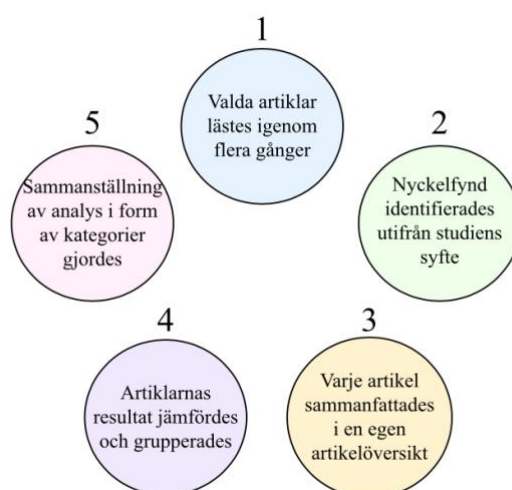 1
Valda artiklar
lästes igenom
flera gånger
2
Nyckelfynd
identifierades
utifrån studiens
syfte
3
Varje artikel
sammanfattades
i en egen
artikelöversikt
4
Artiklarnas
resultat jämfördes
och grupperades
5
Sammanställning
av analys i form
av kategorier
gjordes